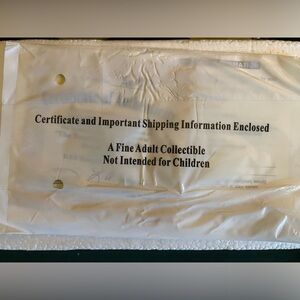 Certificate and Important Shipping Information Enclosed
A Fine Adult Collectible
Not Intended for Children